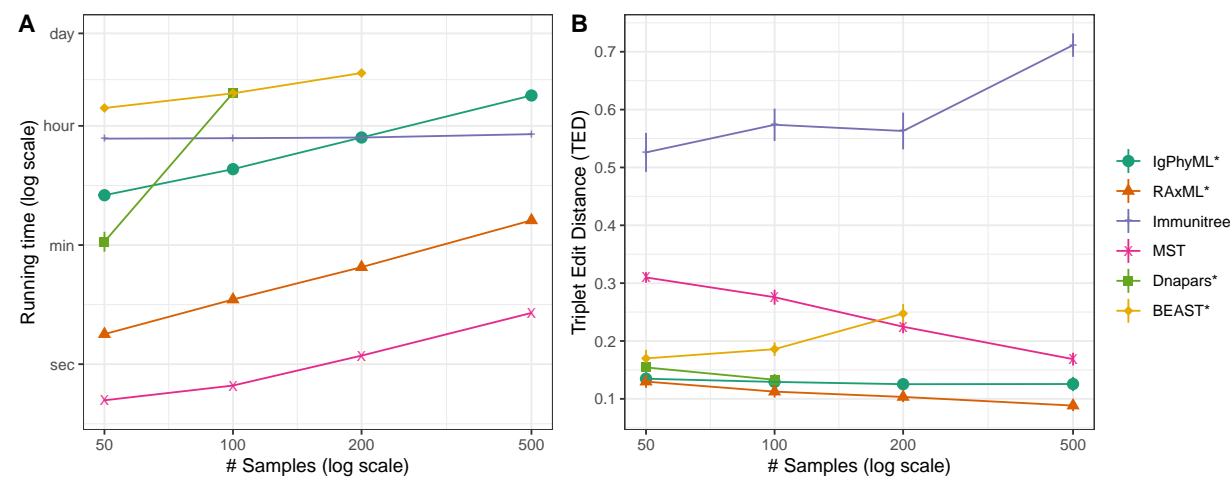 A
day
hour
min
sec
Running time (log scale)
50
100
200
500
# Samples (log scale)
B
0.7
0.6
0.5
0.4
0.3
0.2
0.1
Triplet Edit Distance (TED)
50
100
200
500
# Samples (log scale)
IgPhyML*
RAxML*
Immunitree
MST
Dnapars*
BEAST*